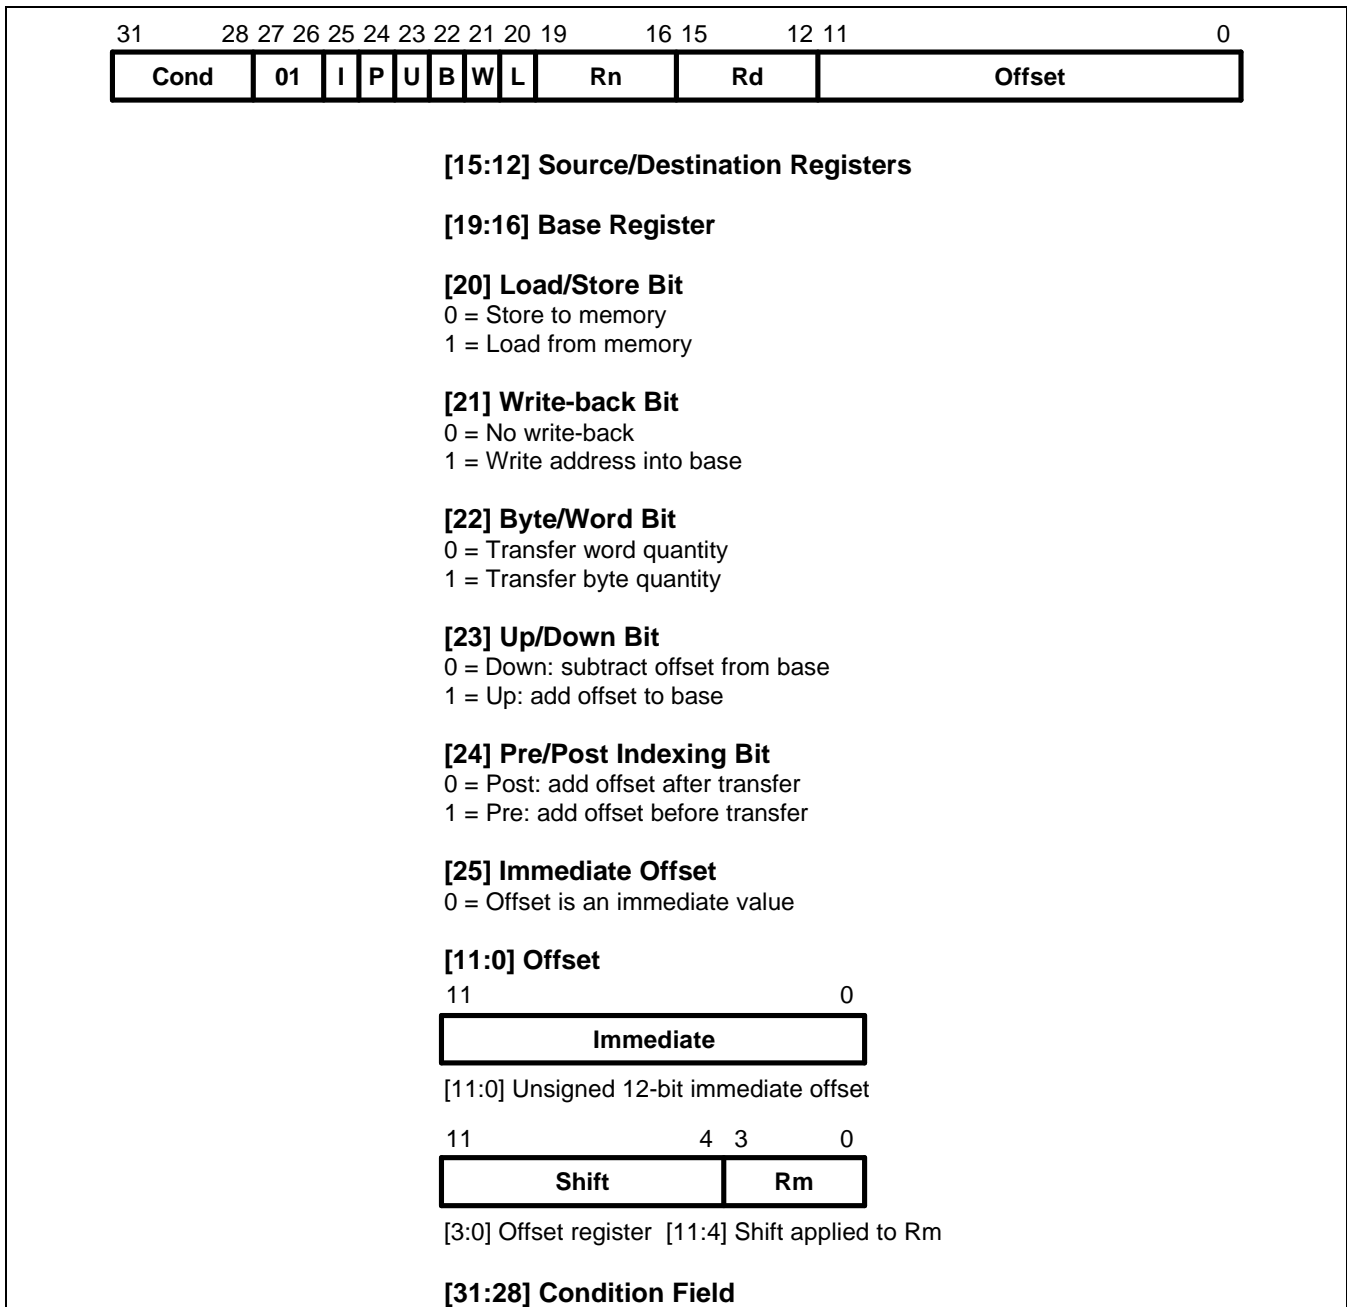 31 28 27 26 25 24 23 22 21 20 19 16 15 12 11 0
Cond 01 I P U B W L Rn Rd Offset
[15:12] Source/Destination Registers
[19:16] Base Register
[20] Load/Store Bit
0 = Store to memory
1 = Load from memory
[21] Write-back Bit
0 = No write-back
1 = Write address into base
[22] Byte/Word Bit
0 = Transfer word quantity
1 = Transfer byte quantity
[23] Up/Down Bit
0 = Down: subtract offset from base
1 = Up: add offset to base
[24] Pre/Post Indexing Bit
0 = Post: add offset after transfer
1 = Pre: add offset before transfer
[25] Immediate Offset
0 = Offset is an immediate value
[11:0] Offset
11 0
Immediate
[11:0] Unsigned 12-bit immediate offset
11 4 3 0
Shift Rm
[3:0] Offset register [11:4] Shift applied to Rm
[31:28] Condition Field